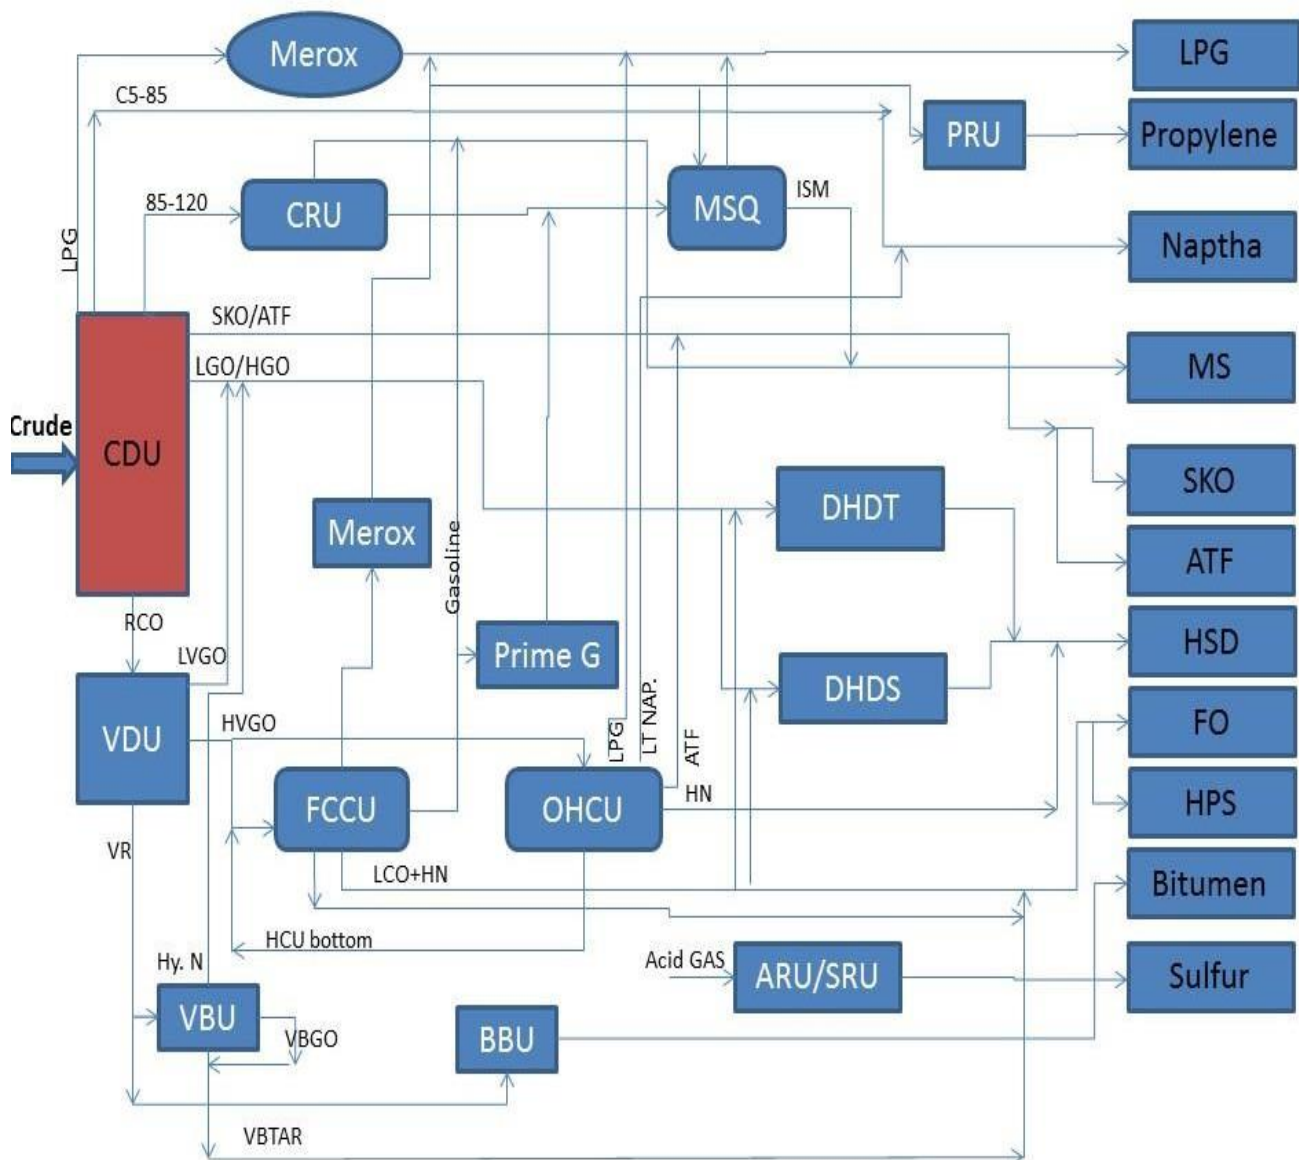 Merox
LPG
C5-85
PRU
Propylene
85-120
CRU
MSQ
ISM
LPG
Naptha
SKO/ATF
LGO/HGO
MS
Crude
CDU
SKO
DHDT
Merox
Gasoline
ATF
RCO
LVGO
Prime G
HSD
DHDS
VDU
HVGO
LPG
LT NAP.
ATF
FO
FCCU
OHCU
HN
HPS
VR
LCO+HN
Bitumen
HCU bottom
Hy. N
Acid GAS
ARU/SRU
Sulfur
VBU
VBGO
BBU
VBTAR